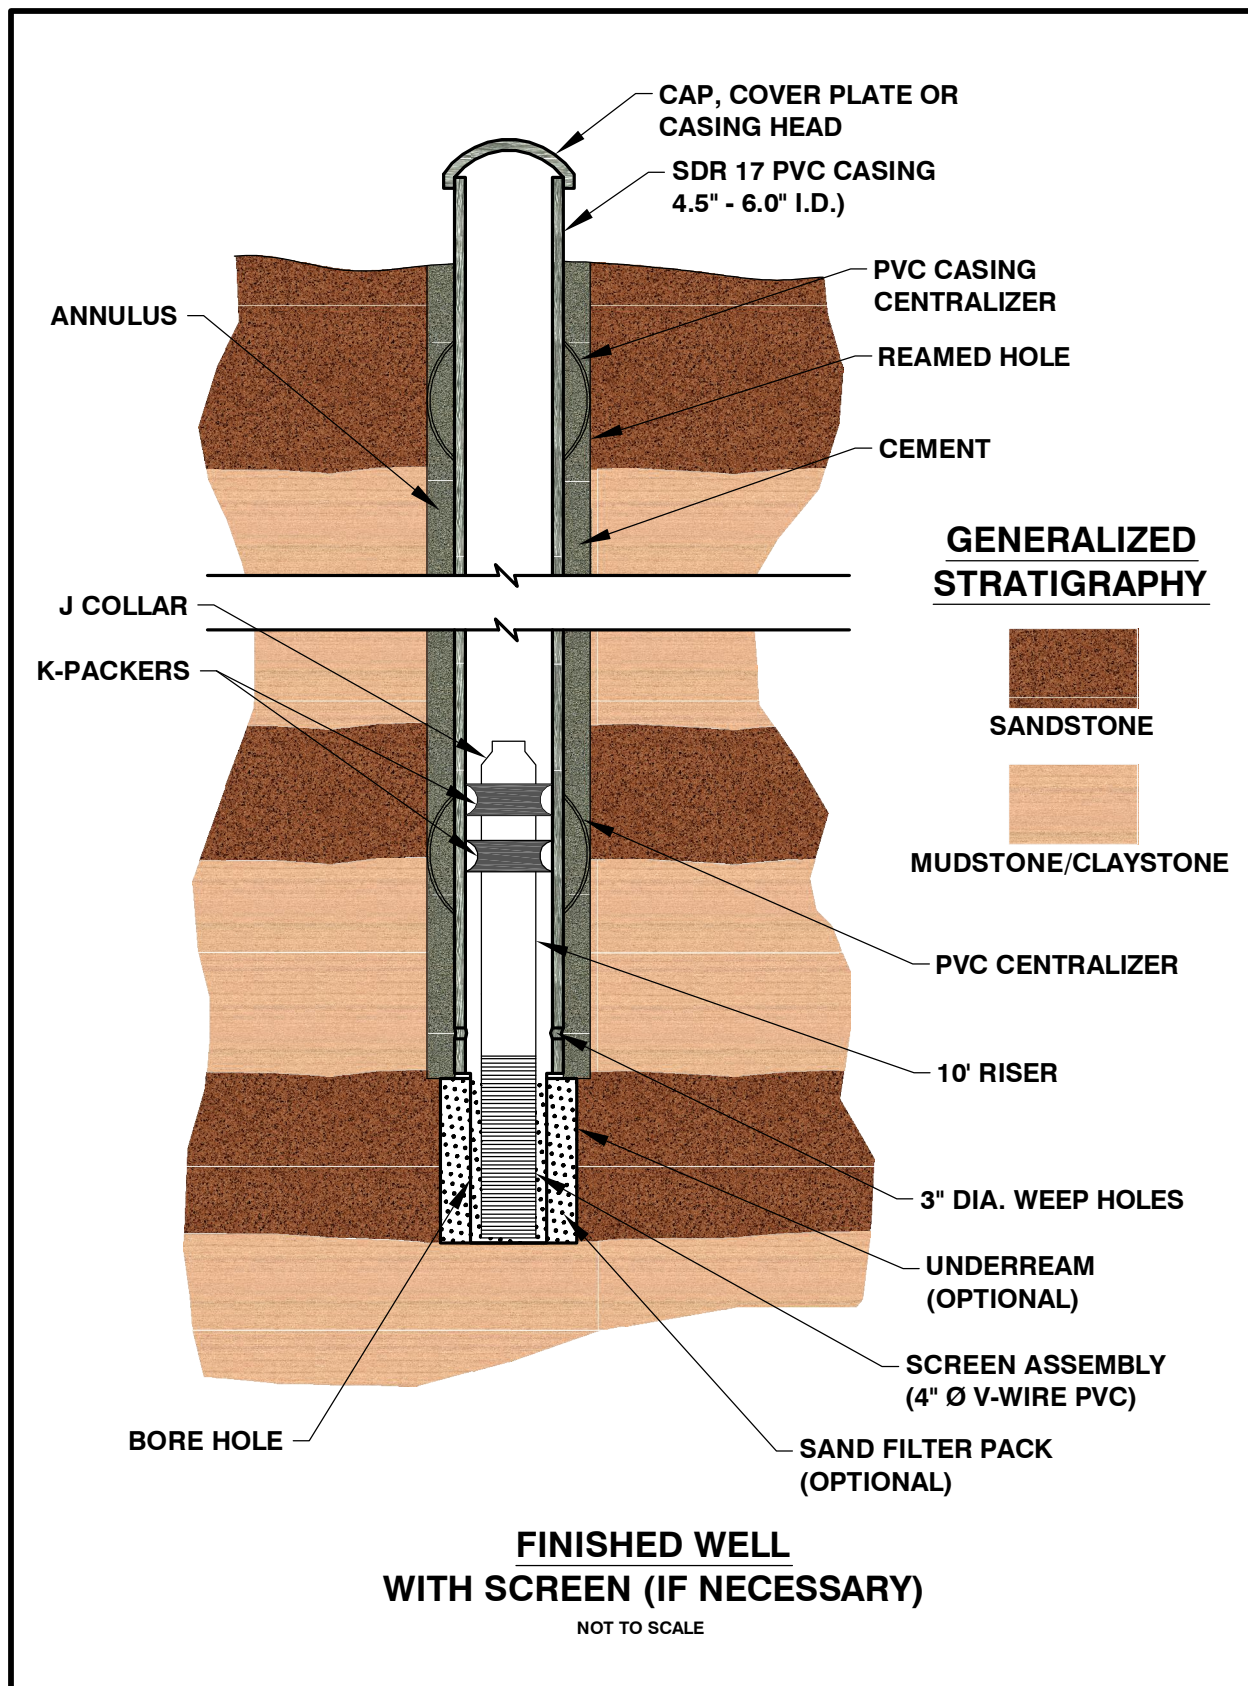 CAP, COVER PLATE OR
CASING HEAD
SDR 17 PVC CASING
4.5" - 6.0" I.D.)
PVC CASING
CENTRALIZER
ANNULUS
REAMED HOLE
CEMENT
GENERALIZED
STRATIGRAPHY
J COLLAR
K-PACKERS
SANDSTONE
MUDSTONE/CLAYSTONE
PVC CENTRALIZER
10' RISER
3" DIA. WEEP HOLES
UNDERREAM
(OPTIONAL)
SCREEN ASSEMBLY
(4" Ø V-WIRE PVC)
BORE HOLE
SAND FILTER PACK
(OPTIONAL)
FINISHED WELL
WITH SCREEN (IF NECESSARY)
NOT TO SCALE